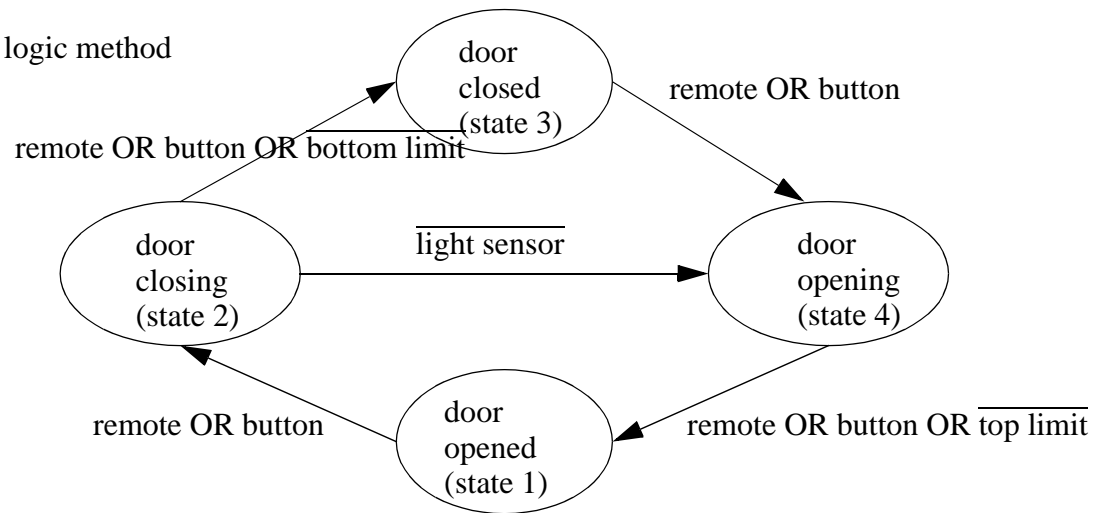 logic method
door
closed
(state 3)
remote OR button
remote OR button OR bottom limit
door
closing
(state 2)
light sensor
door
opening
(state 4)
remote OR button
door
opened
(state 1)
remote OR button OR top limit